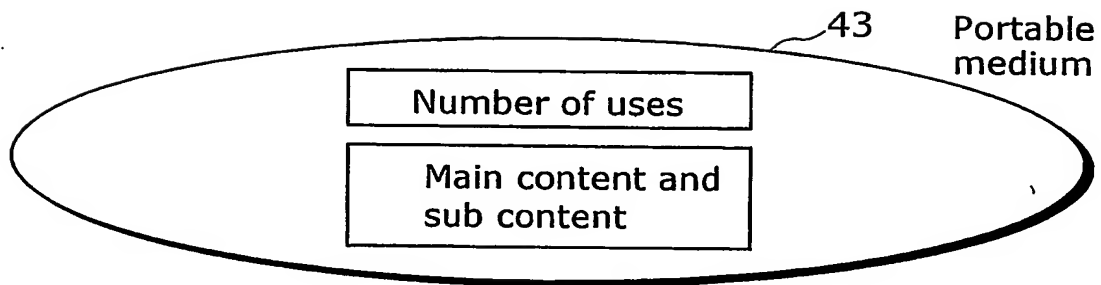 43 Portable
medium
Number of uses
Main content and
sub content